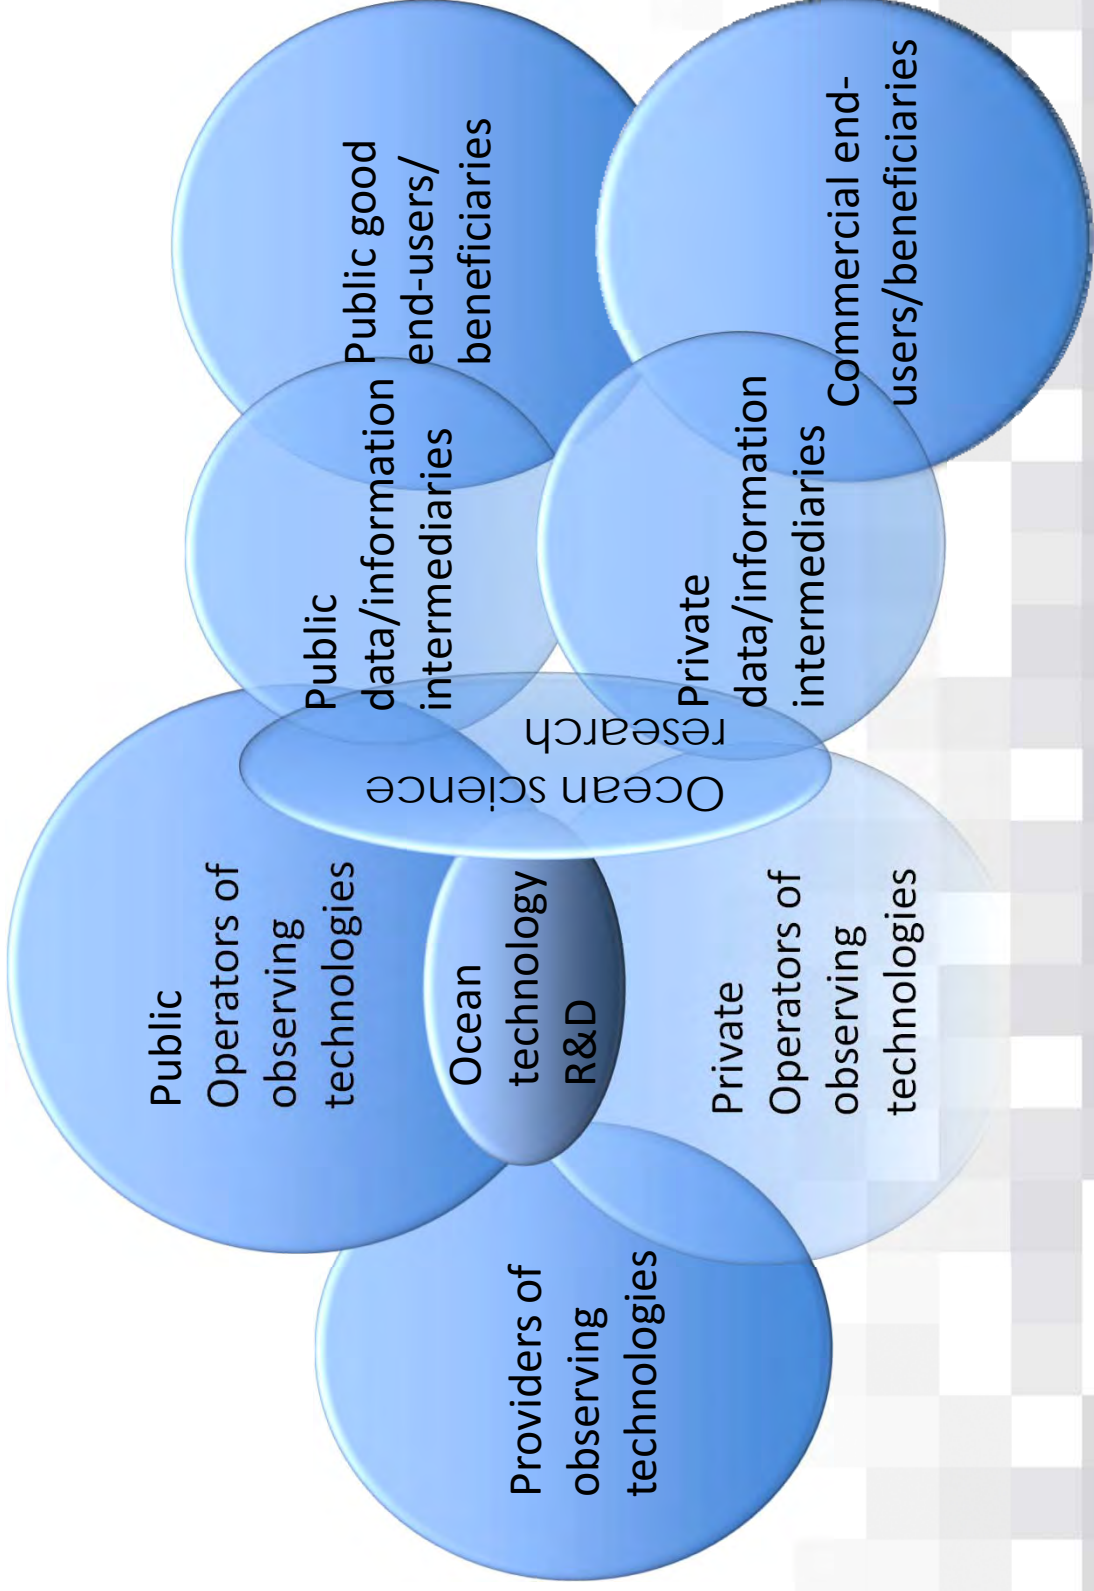 Providers of
observing
technologies
Public
Operators of
observing
technologies
Ocean
technology
R&D
Private
Operators of
observing
technologies
Ocean science
research
Public
data/information
intermediaries
Private
data/information
intermediaries
Public good
end-users/
beneficiaries
Commercial end-
users/beneficiaries